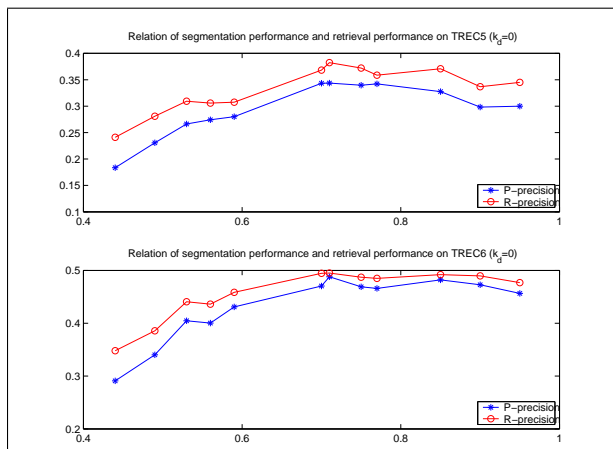 Relation of segmentation performance and retrieval performance on TREC5 (k_d=0)
0.4
0.35
0.3
0.25
0.2
0.15
0.1
0.4 0.6 0.8 1
P−precision
R−precision
Relation of segmentation performance and retrieval performance on TREC6 (k_d=0)
0.5
0.4
0.3
0.2
0.4 0.6 0.8 1
P−precision
R−precision